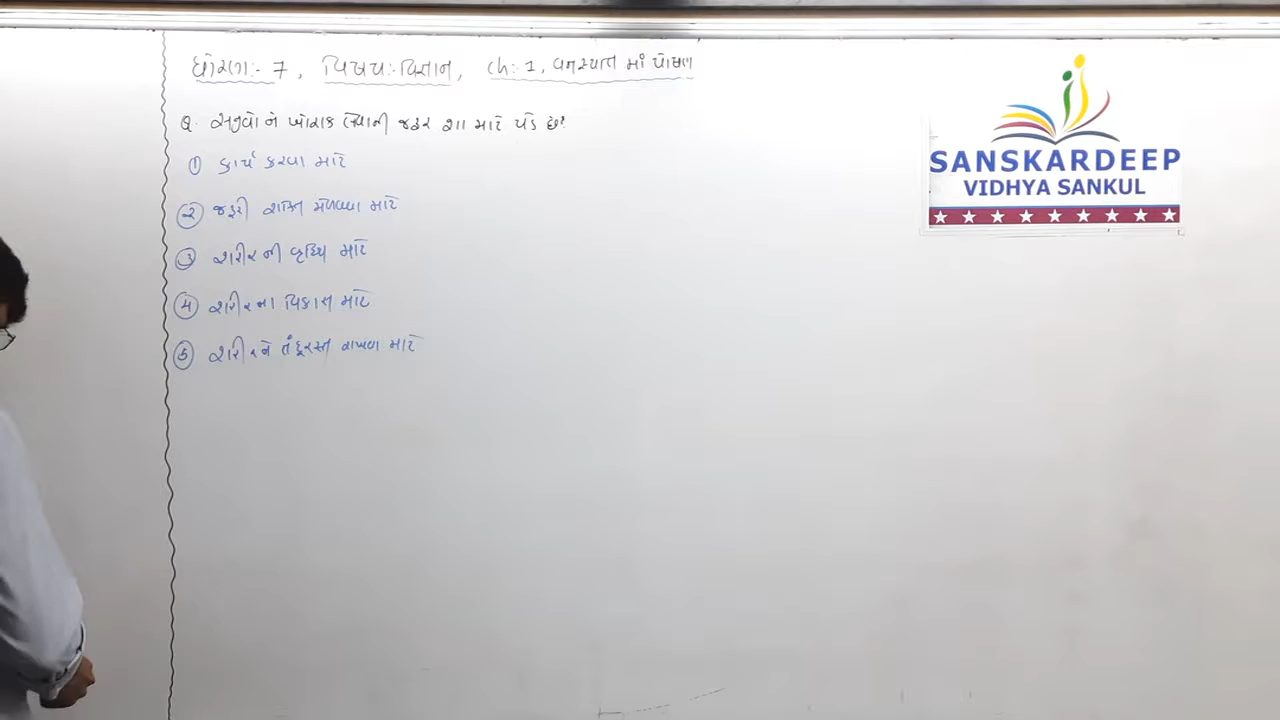 ધોરણ:- 7, વિષય:- વિજ્ઞાન, Ch: 1, વનસ્પતિ માં પોષણ
Q. સજીવો ને ખોરાક લેવાની જરૂર શા માટે પડે છે?
① કાર્ય કરવા માટે
② જરૂરી શક્તિ મેળવવા માટે
③ શરીર ની વૃદ્ધિ માટે
④ શરીરના વિકાસ માટે
⑤ શરીરને તંદુરસ્ત રાખવા માટે
SANSKARDEEP
VIDHYA SANKUL